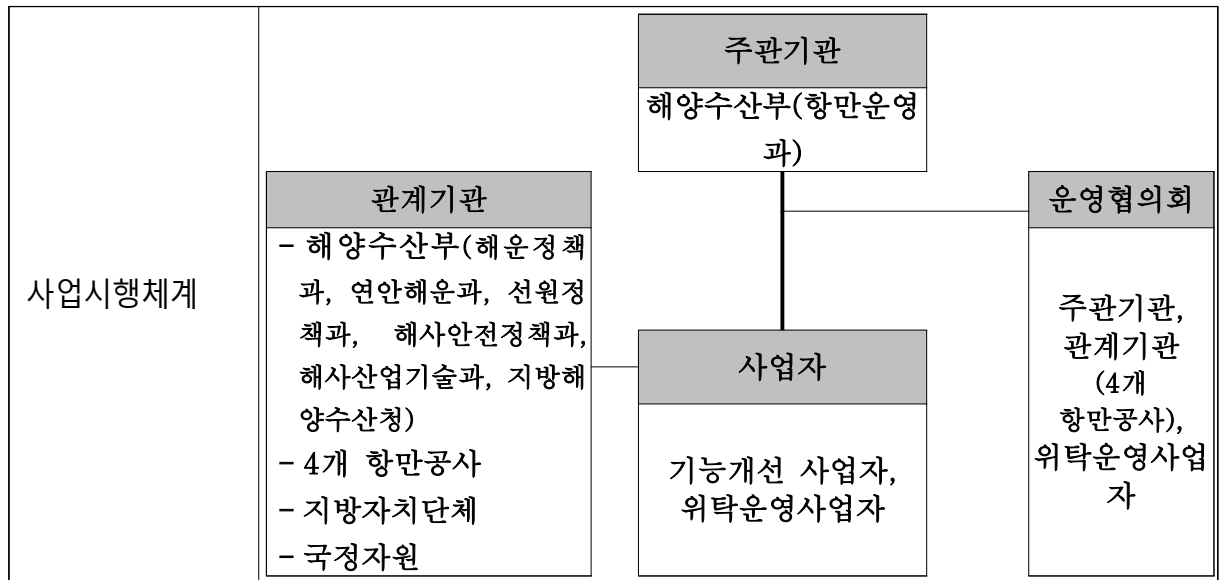 사업시행체계
주관기관
해양수산부(항만운영
과)
관계기관
- 해양수산부(해운정책
과, 연안해운과, 선원정
책과, 해사안전정책과,
해사산업기술과, 지방해
양수산청)
- 4개 항만공사
- 지방자치단체
- 국정자원
사업자
기능개선 사업자,
위탁운영사업자
운영협의회
주관기관,
관계기관
(4개
항만공사),
위탁운영사업
자